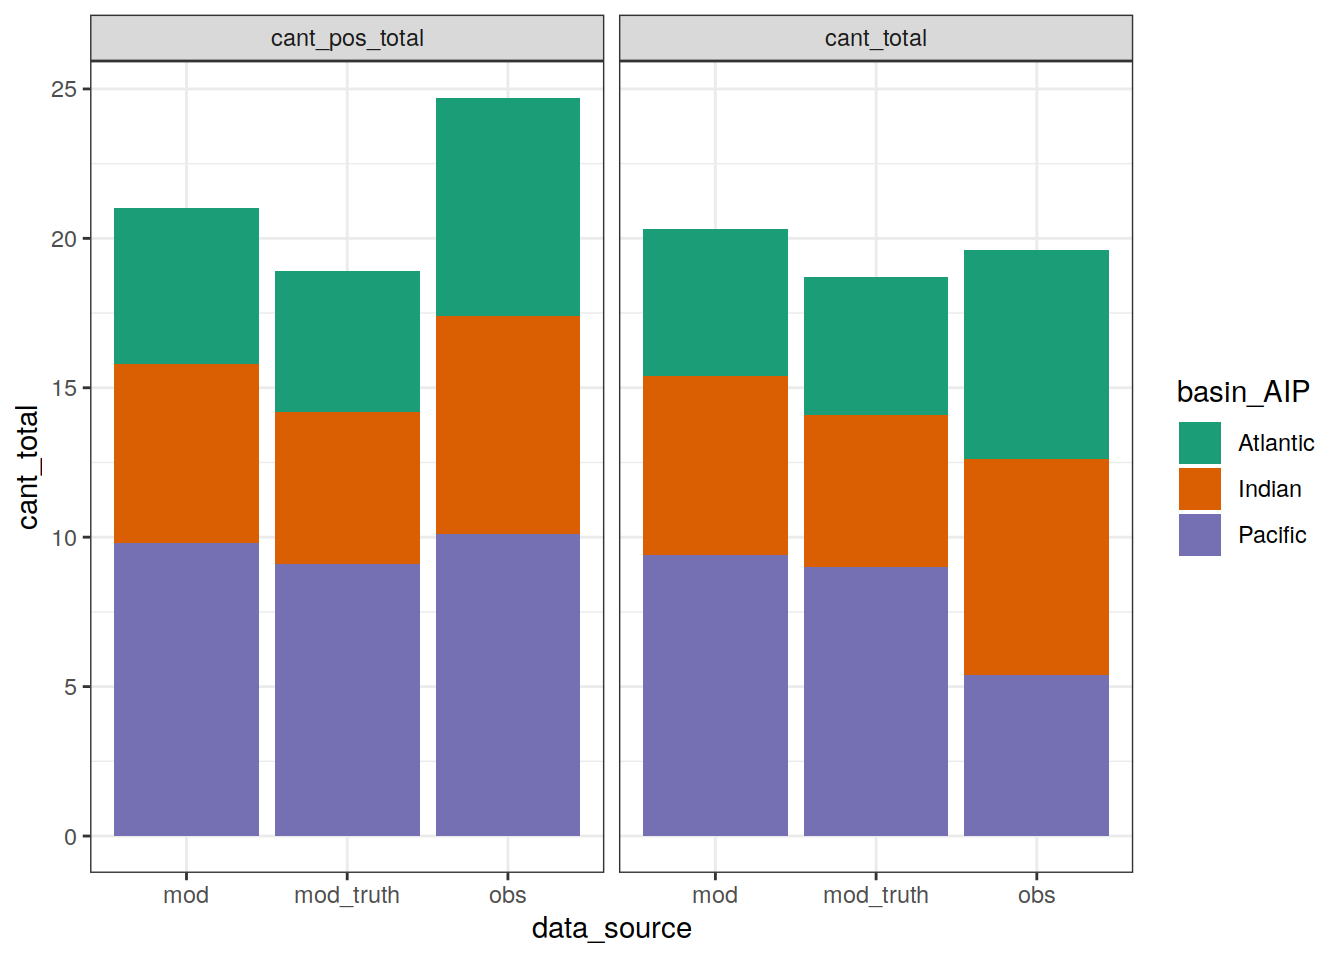 cant_pos_total
cant_total
25
20
15
10
5
0
cant_total
mod
mod_truth
obs
mod
mod_truth
obs
data_source
basin_AIP
Atlantic
Indian
Pacific